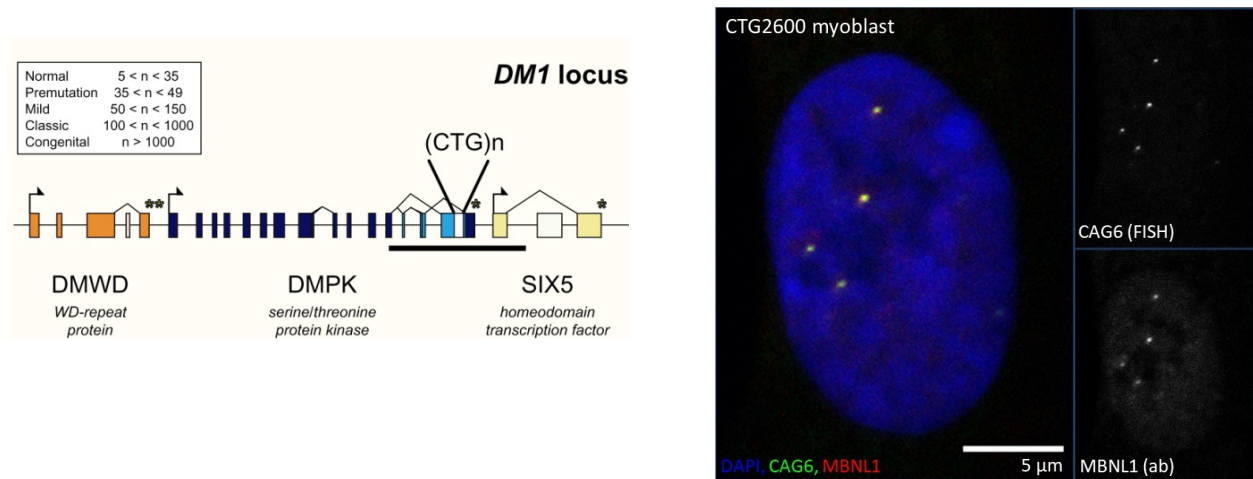 Normal 5 < n < 35
Premutation 35 < n < 49
Mild 50 < n < 150
Classic 100 < n < 1000
Congenital n > 1000
DM1 locus
(CTG)n
** * *
DMWD
WD-repeat
protein
DMPK
serine/threonine
protein kinase
SIX5
homeodomain
transcription factor
CTG2600 myoblast
DAPI, CAG6, MBNL1
5 µm
CAG6 (FISH)
MBNL1 (ab)